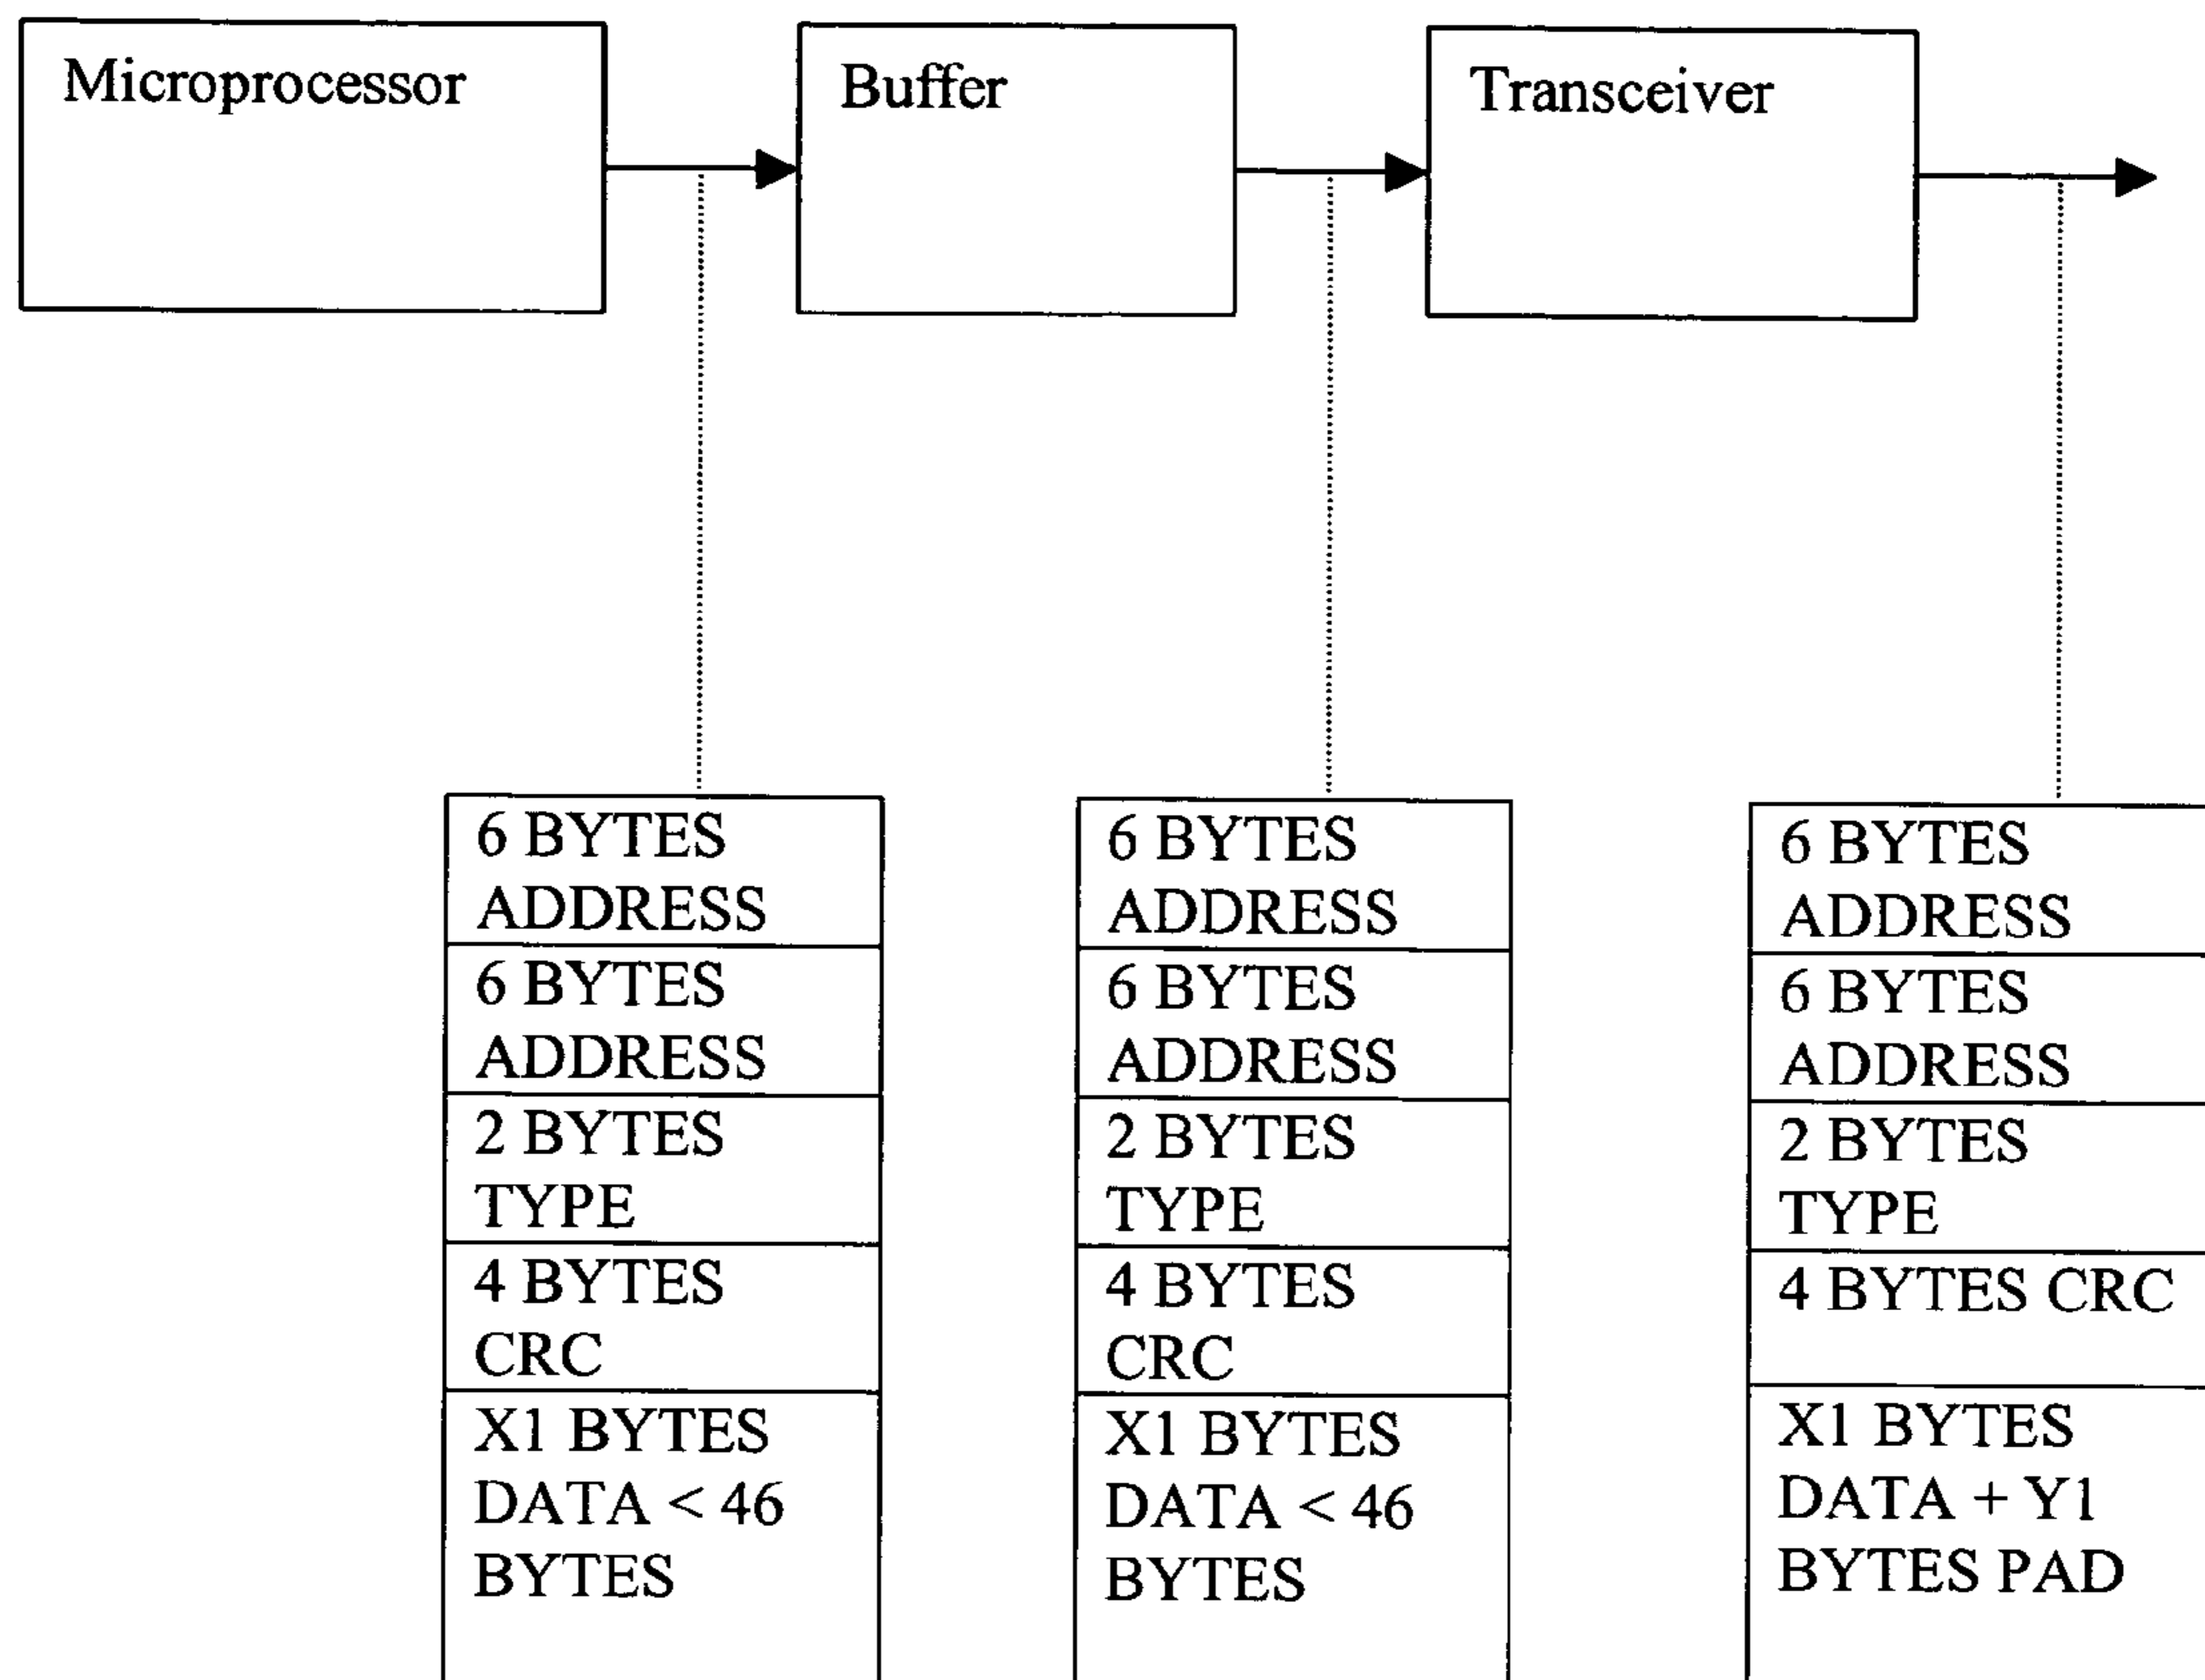 Microprocessor
Buffer
Transceiver
6 BYTES
ADDRESS
6 BYTES
ADDRESS
2 BYTES
TYPE
4 BYTES
CRC
X1 BYTES
DATA < 46
BYTES
6 BYTES
ADDRESS
6 BYTES
ADDRESS
2 BYTES
TYPE
4 BYTES
CRC
X1 BYTES
DATA < 46
BYTES
6 BYTES
ADDRESS
6 BYTES
ADDRESS
2 BYTES
TYPE
4 BYTES CRC
X1 BYTES
DATA + Y1
BYTES PAD